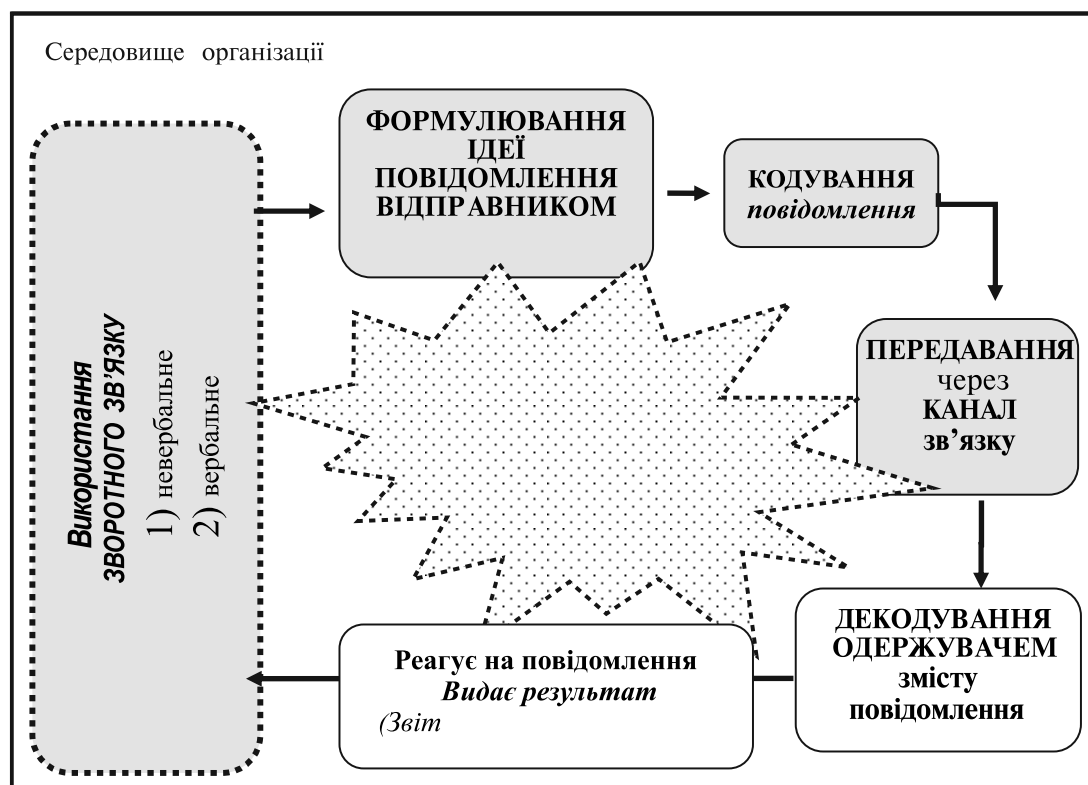 Середовище організації
ФОРМУЛЮВАННЯ
ІДЕЇ
ПОВІДОМЛЕННЯ
ВІДПРАВНИКОМ
КОДУВАННЯ
повідомлення
ПЕРЕДАВАННЯ
через
КАНАЛ
зв’язку
ДЕКОДУВАННЯ
ОДЕРЖУВАЧЕМ
змісту
повідомлення
Реагує на повідомлення
Видає результат
(Звіт
Використання
ЗВОРОТНОГО ЗВ’ЯЗКУ
1) невербальне
2) вербальне